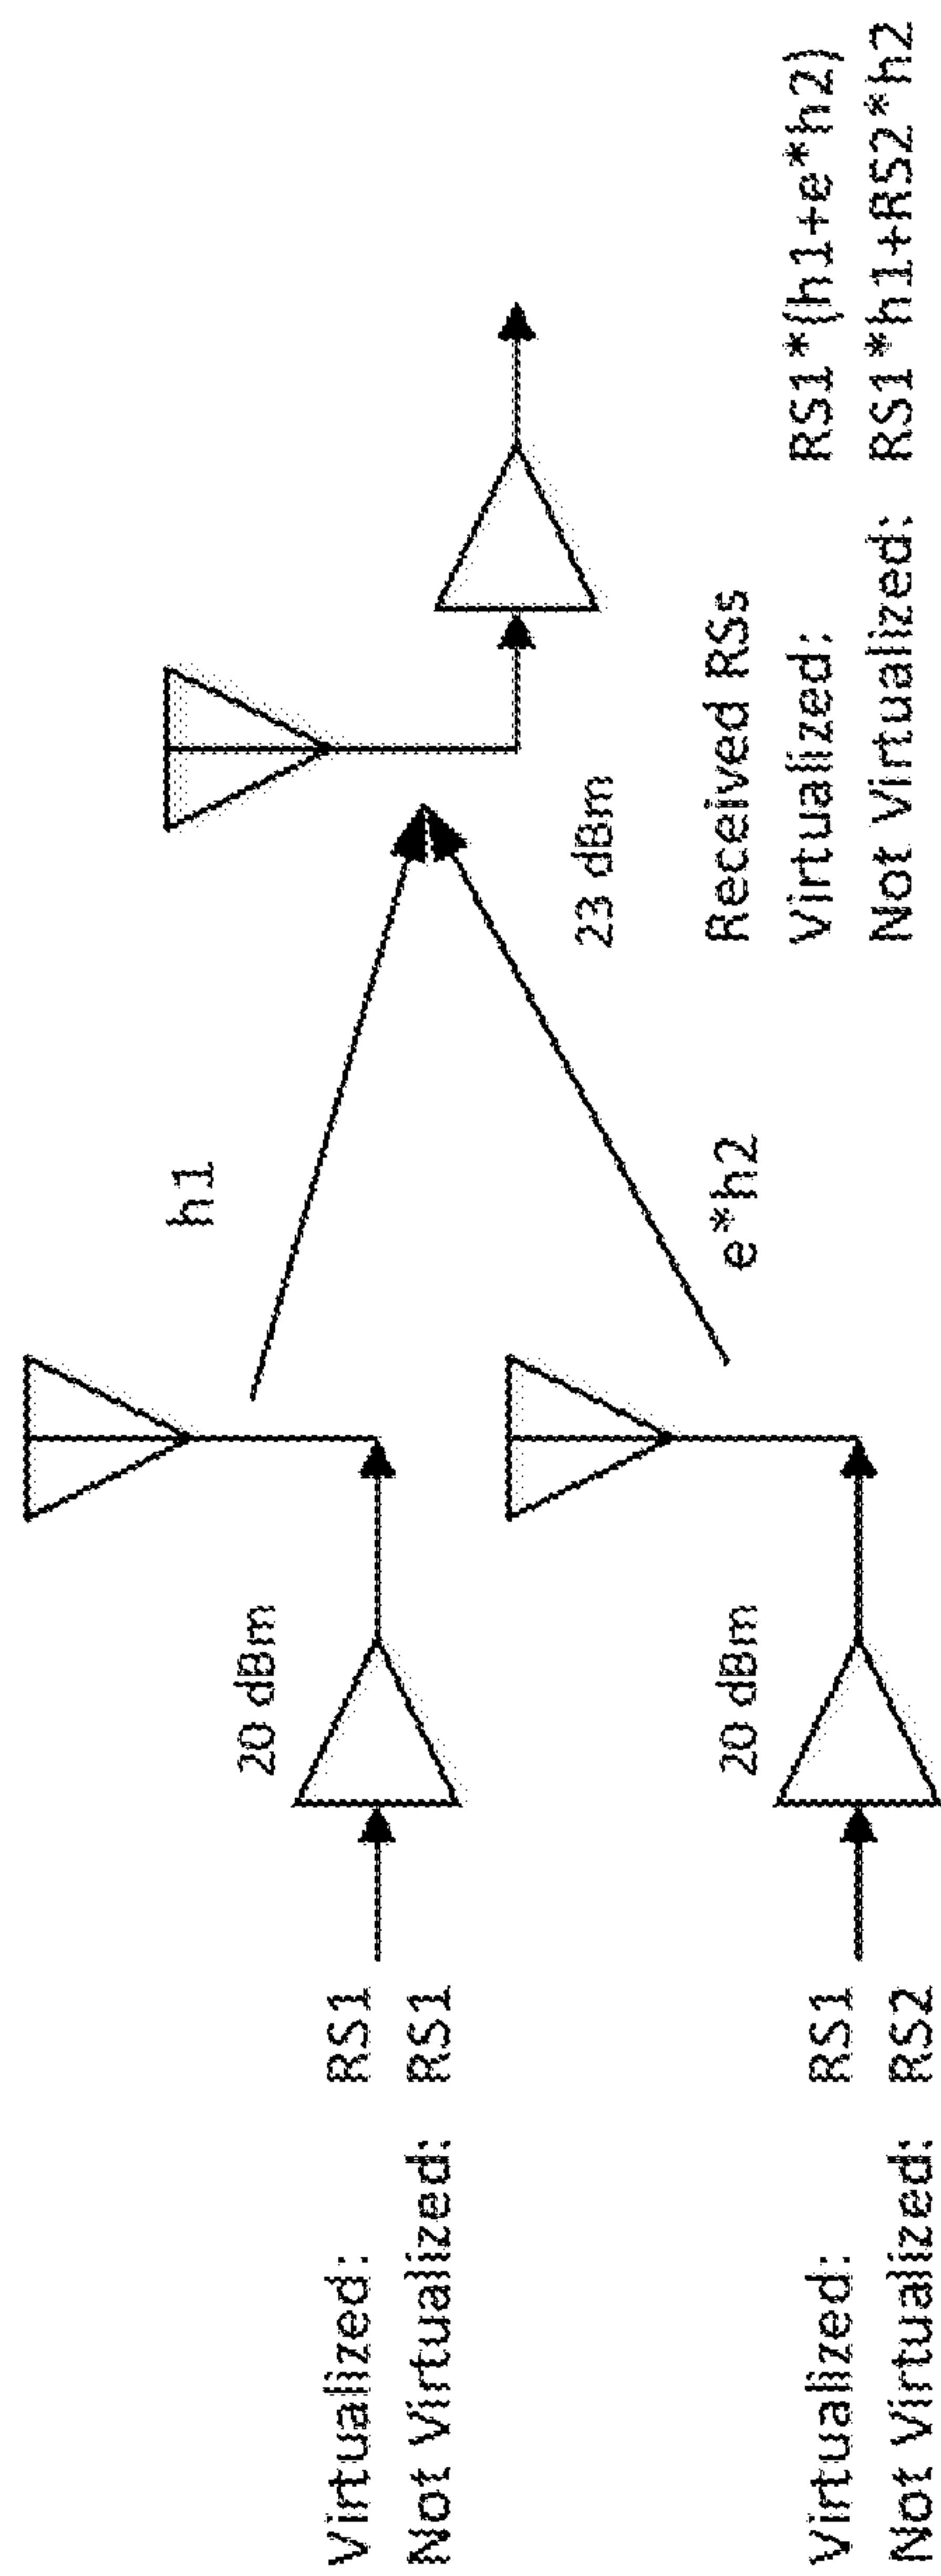 Virtualized: RS1
Not Virtualized: RS1
20 dBm
h1
Virtualized: RS1
Not Virtualized: RS2
20 dBm
e*h2
23 dBm
Received RSs
Virtualized: RS1*(h1+e*h2)
Not Virtualized: RS1*h1+RS2*h2